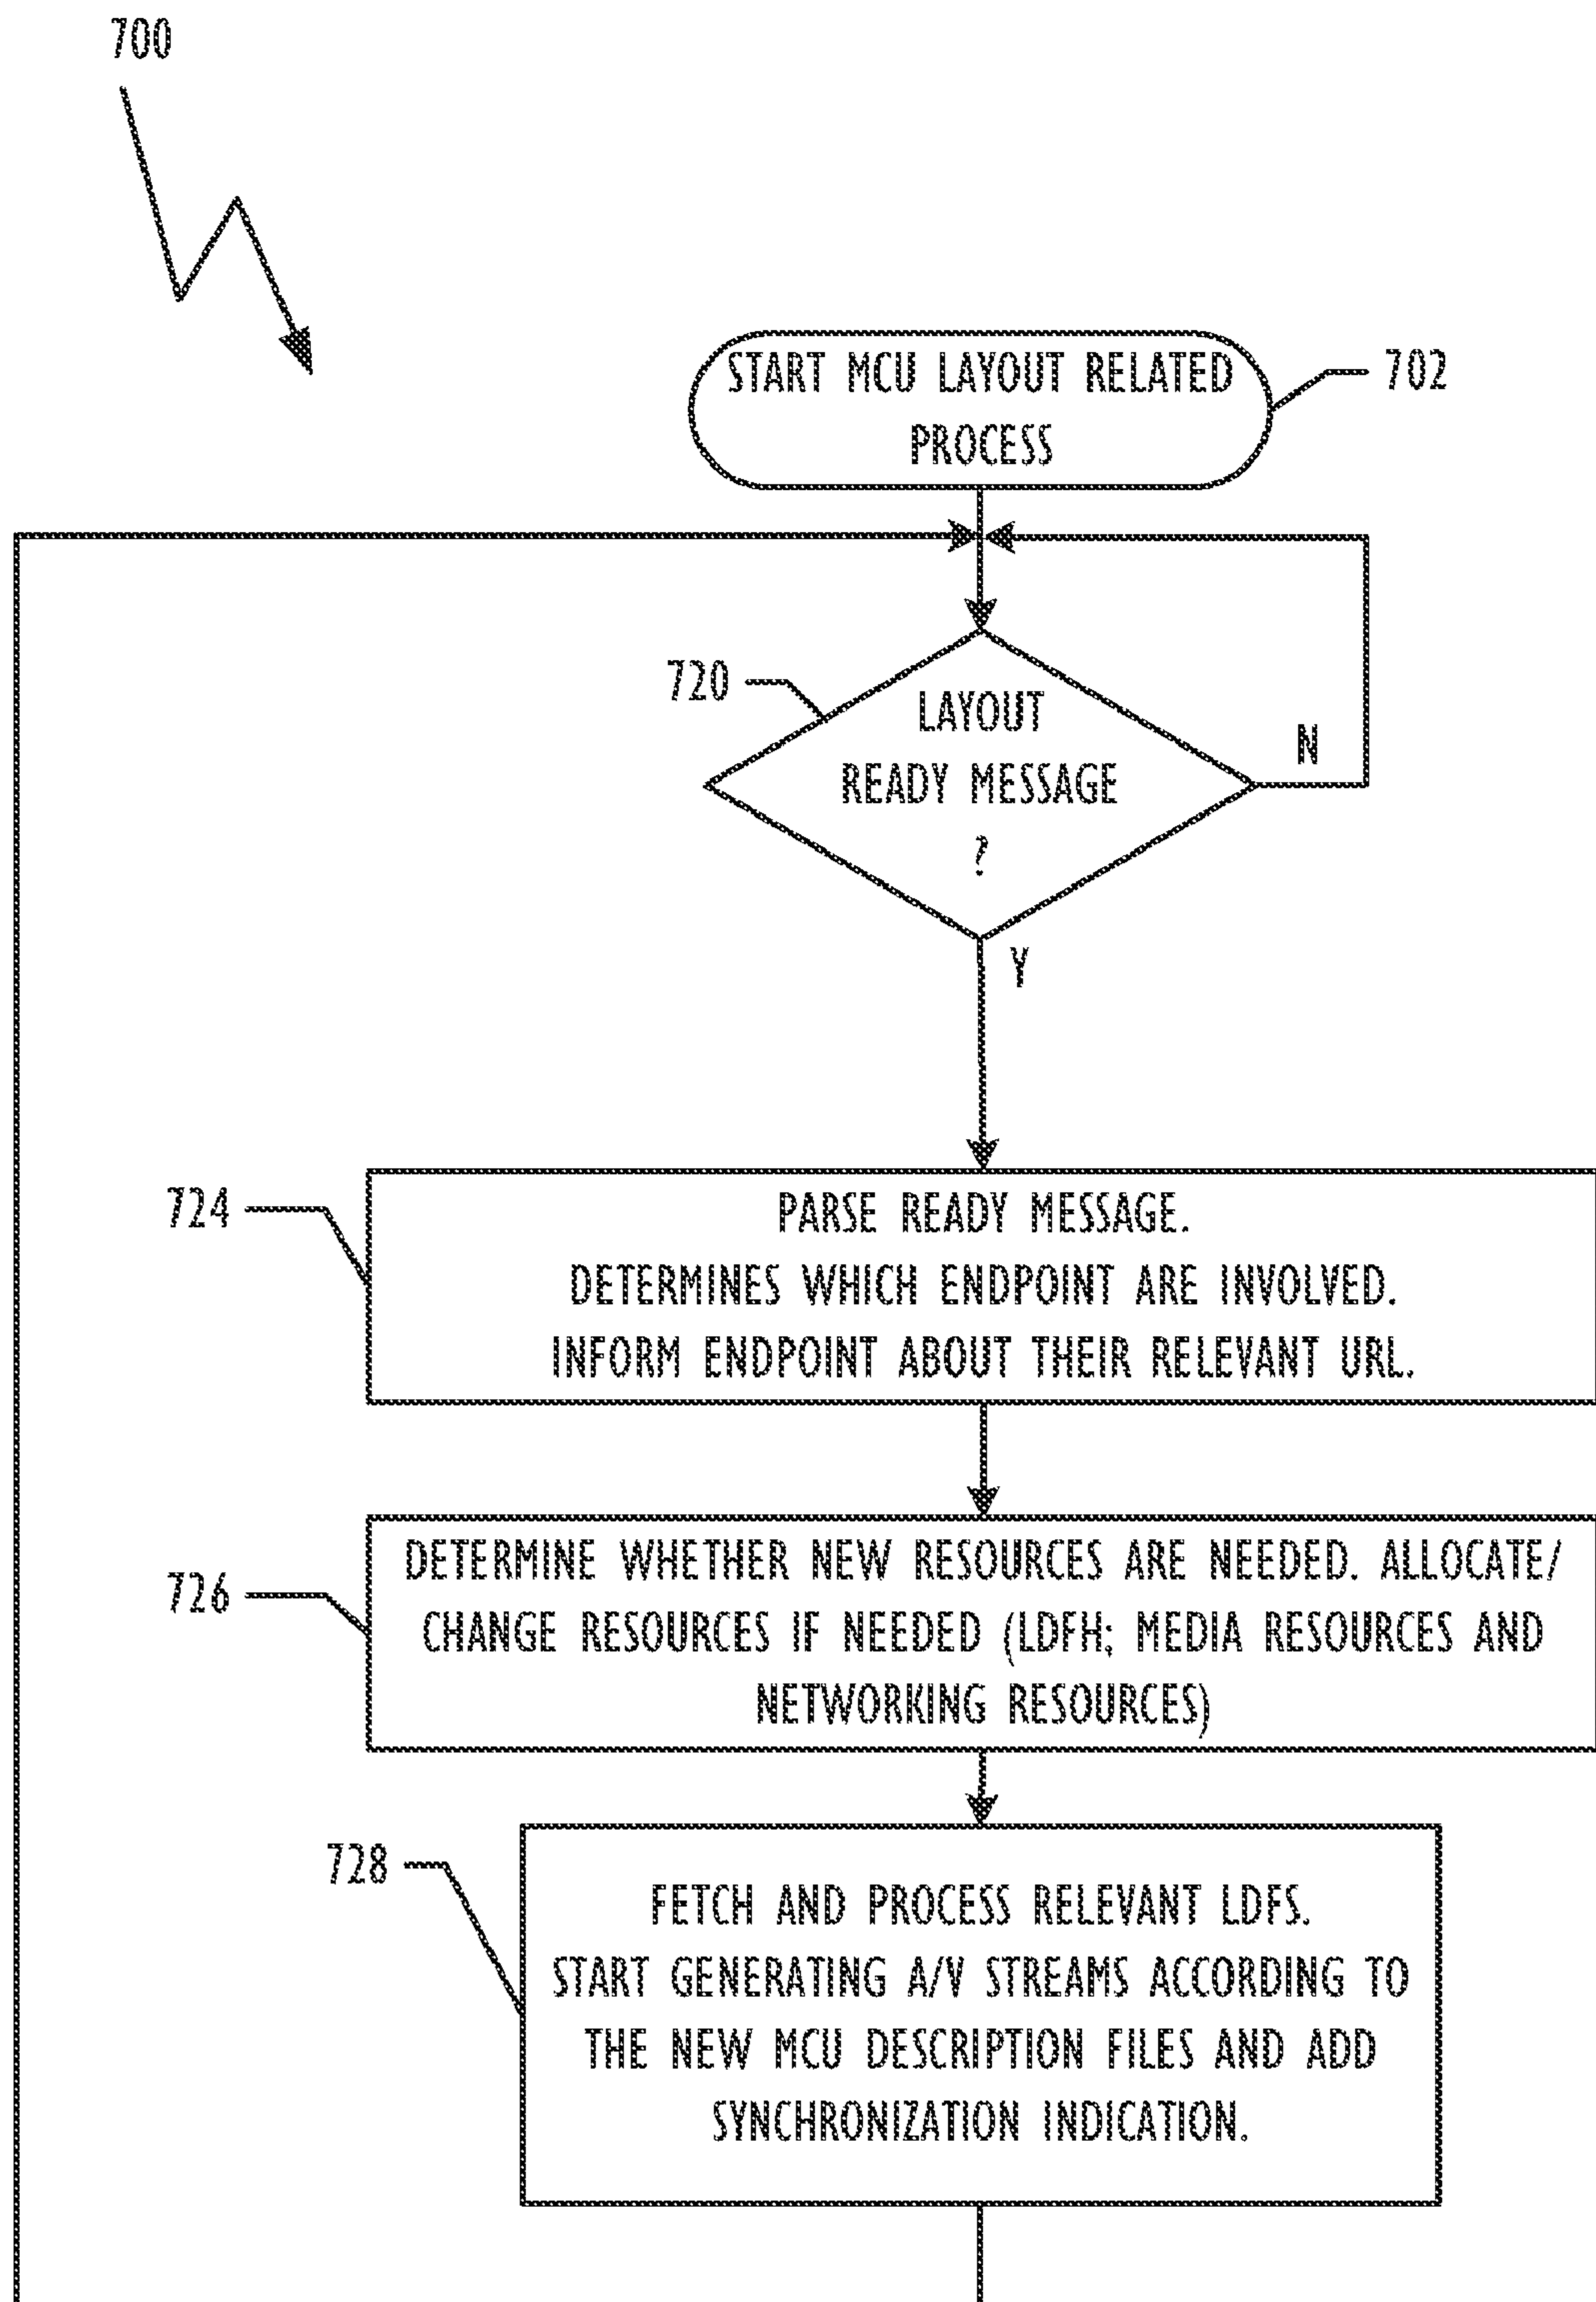 700
START MCU LAYOUT RELATED
PROCESS
702
720
LAYOUT
READY MESSAGE
?
N
Y
724
PARSE READY MESSAGE.
DETERMINES WHICH ENDPOINT ARE INVOLVED.
INFORM ENDPOINT ABOUT THEIR RELEVANT URL.
726
DETERMINE WHETHER NEW RESOURCES ARE NEEDED. ALLOCATE/
CHANGE RESOURCES IF NEEDED (LDFH; MEDIA RESOURCES AND
NETWORKING RESOURCES)
728
FETCH AND PROCESS RELEVANT LDFS.
START GENERATING A/V STREAMS ACCORDING TO
THE NEW MCU DESCRIPTION FILES AND ADD
SYNCHRONIZATION INDICATION.